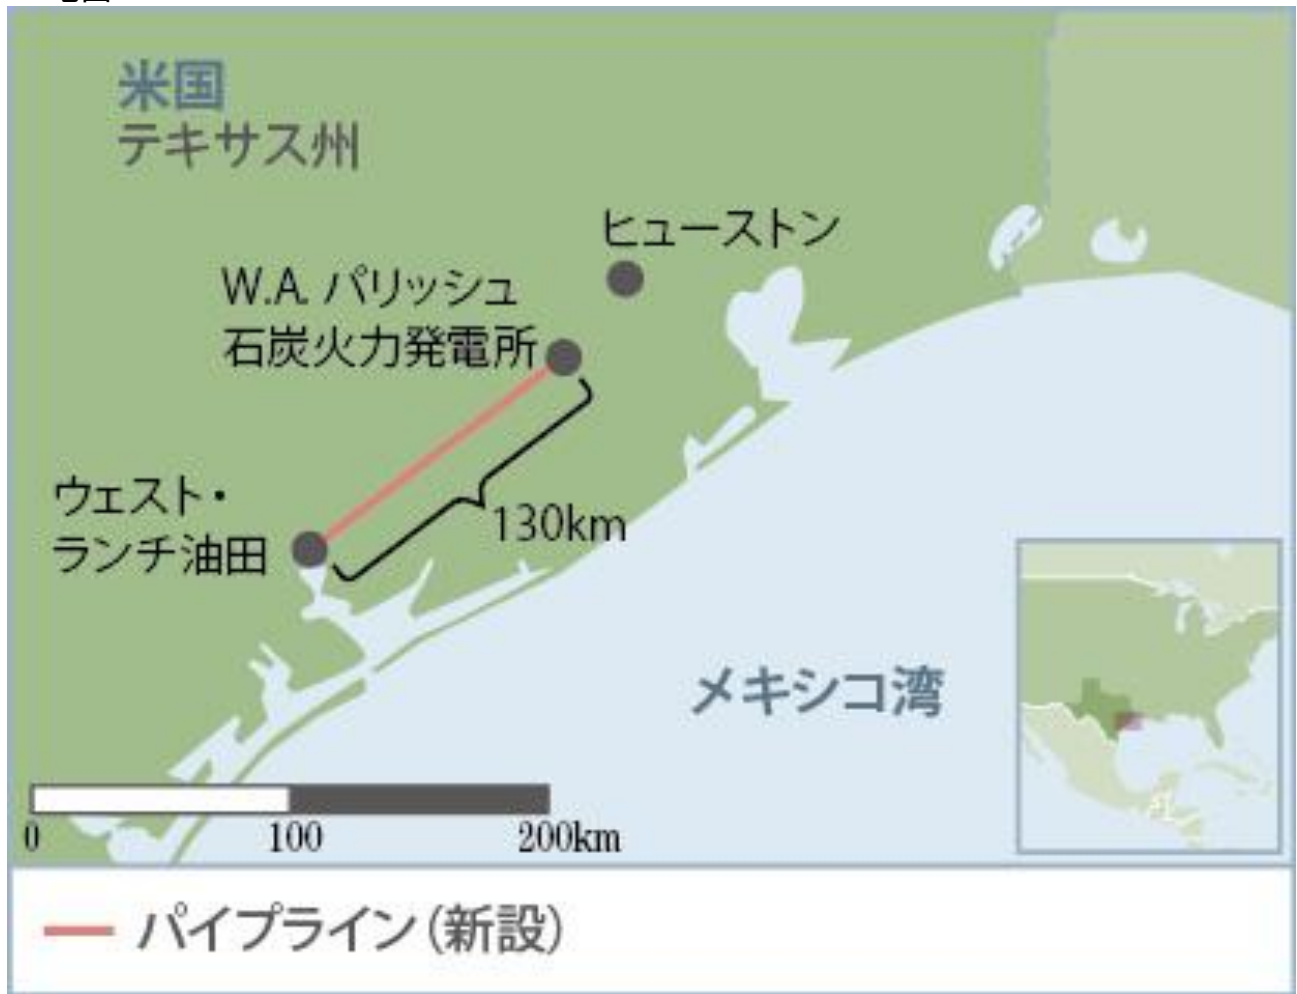 米国
テキサス州
ヒューストン
W.A. パリッシュ
石炭火力発電所
ウェスト・
ランチ油田
130km
メキシコ湾
0 100 200km
パイプライン(新設)